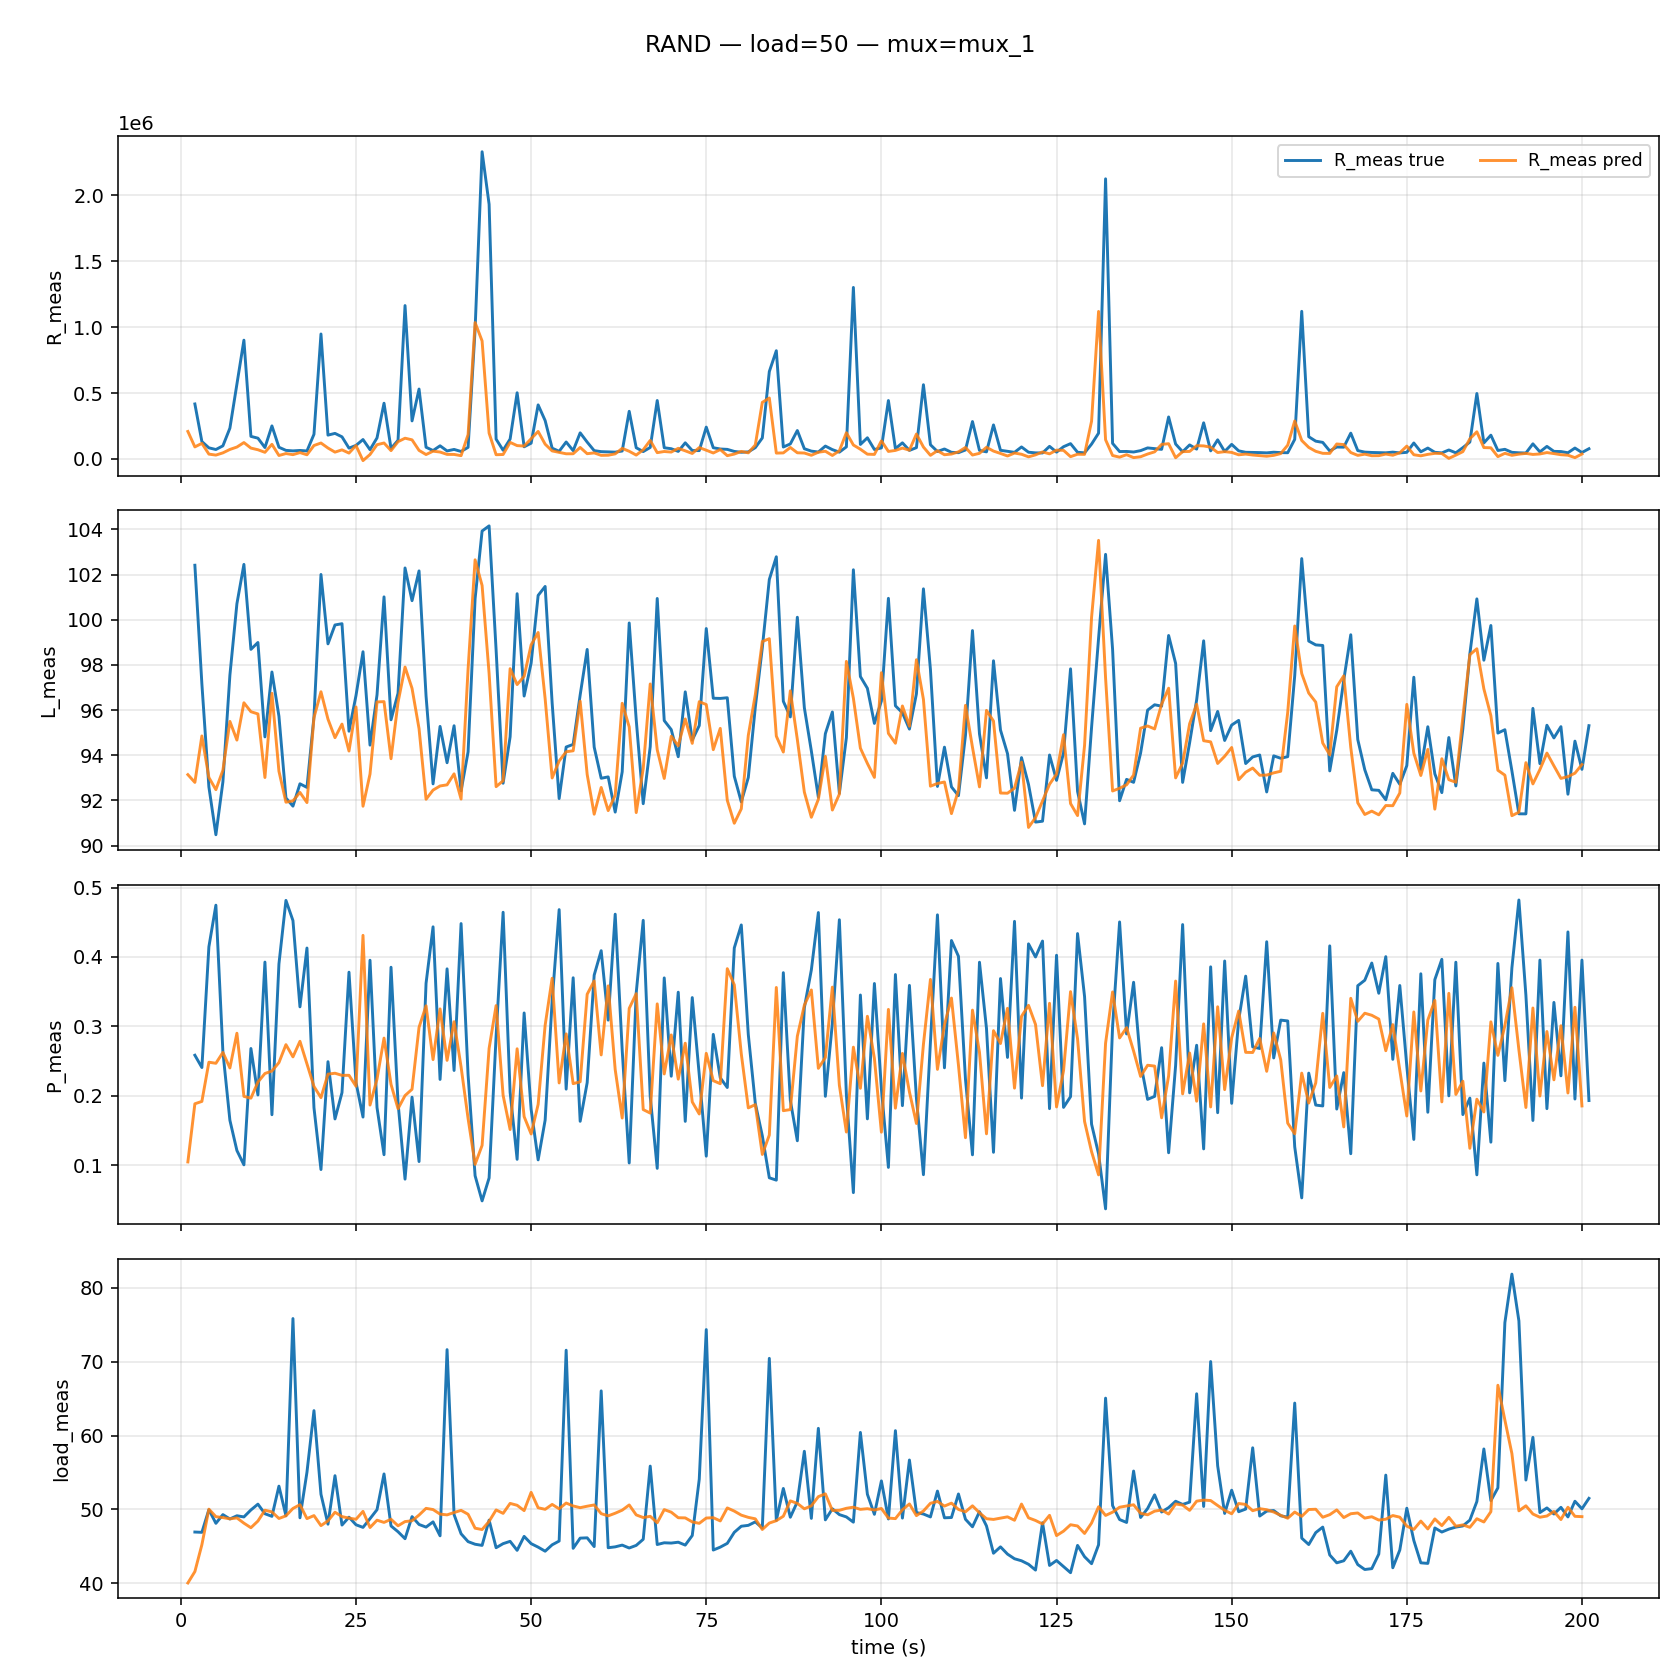 RAND — load=50 — mux=mux_1
1e6
R_meas true
R_meas pred
R_meas
2.0
1.5
1.0
0.5
0.0
L_meas
104
102
100
98
96
94
92
90
P_meas
0.5
0.4
0.3
0.2
0.1
load_meas
80
70
60
50
40
0 25 50 75 100 125 150 175 200
time (s)